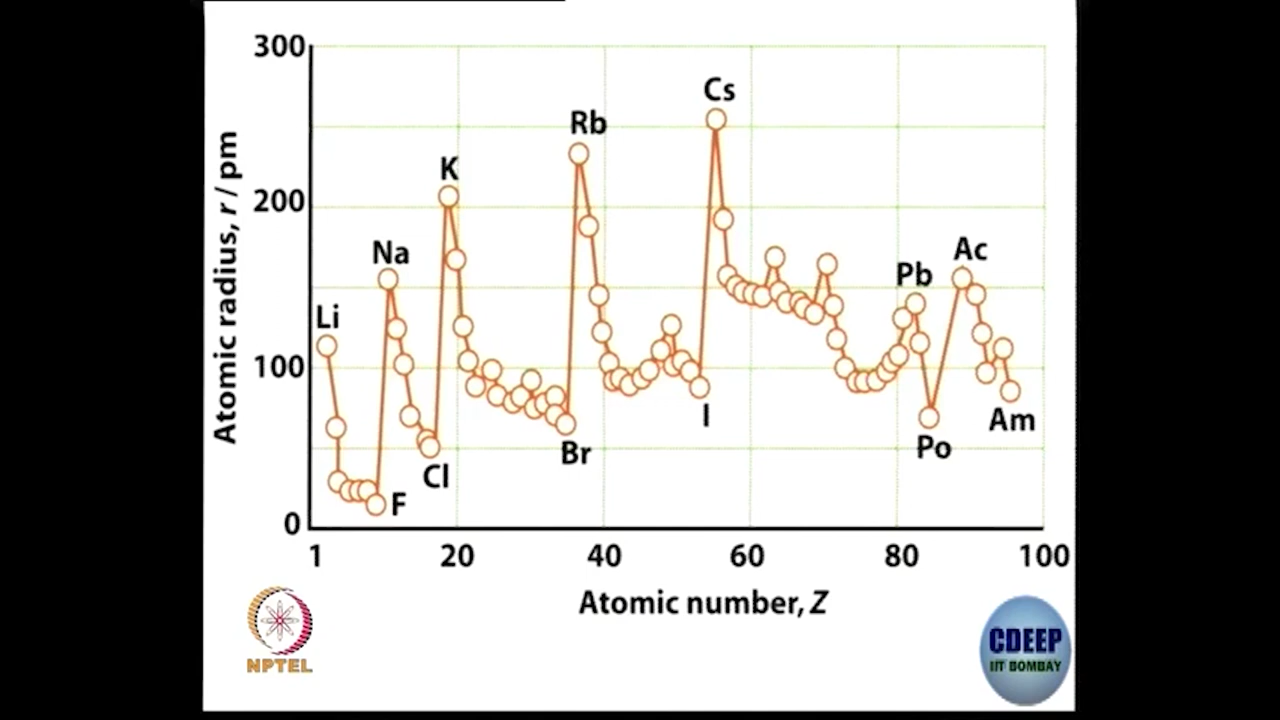 300
Cs
Rb
K
200
Na
Ac
Pb
Li
Atomic radius, r / pm
100
I
Am
Br
Po
Cl
F
0
1 20 40 60 80 100
Atomic number, Z
NPTEL
CDEEP
IIT BOMBAY